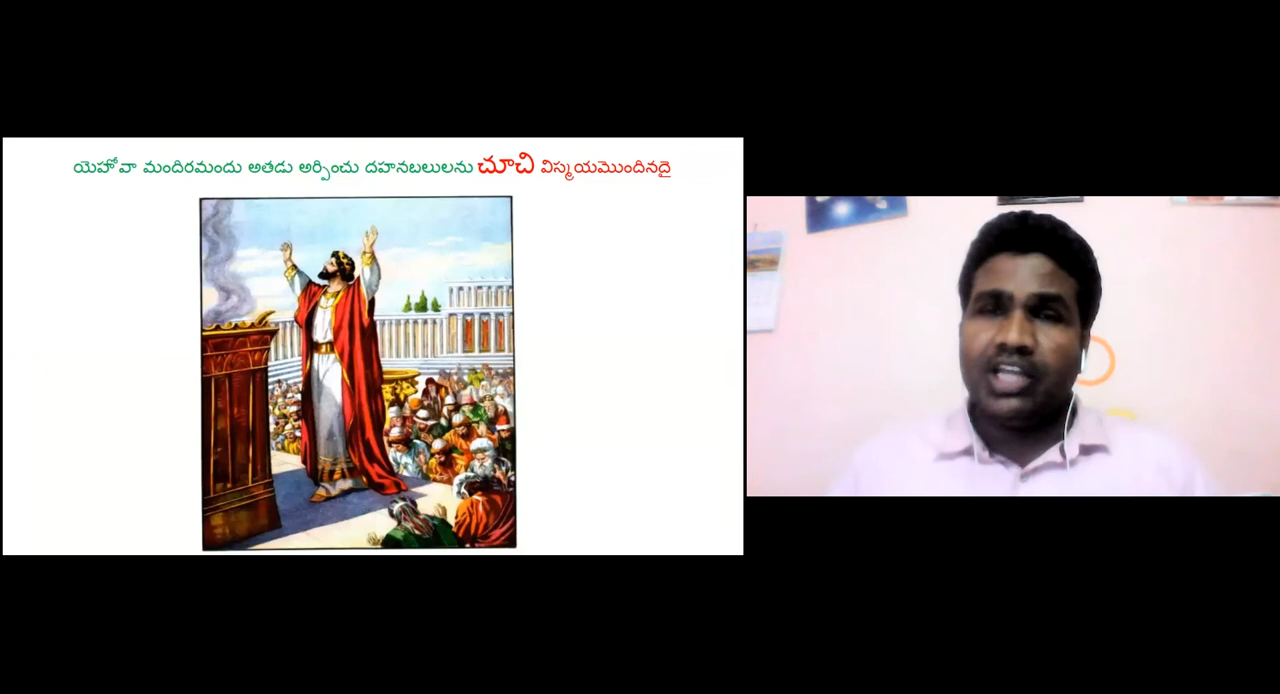 యెహోవా మందిరమందు అతడు అర్పించు దహనబలులను చూచి విస్మయమొందినదై